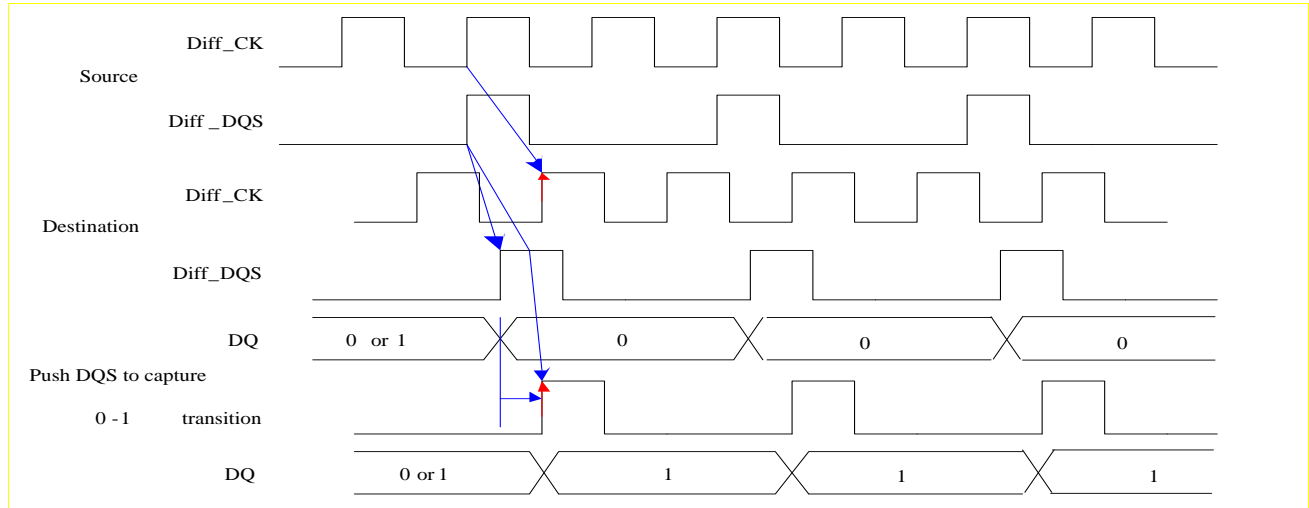 Diff_CK
Source
Diff _ DQS
Diff_CK
Destination
Diff_DQS
DQ 0 or 1 0 0 0
Push DQS to capture
0 -1 transition
DQ 0 or 1 1 1 1